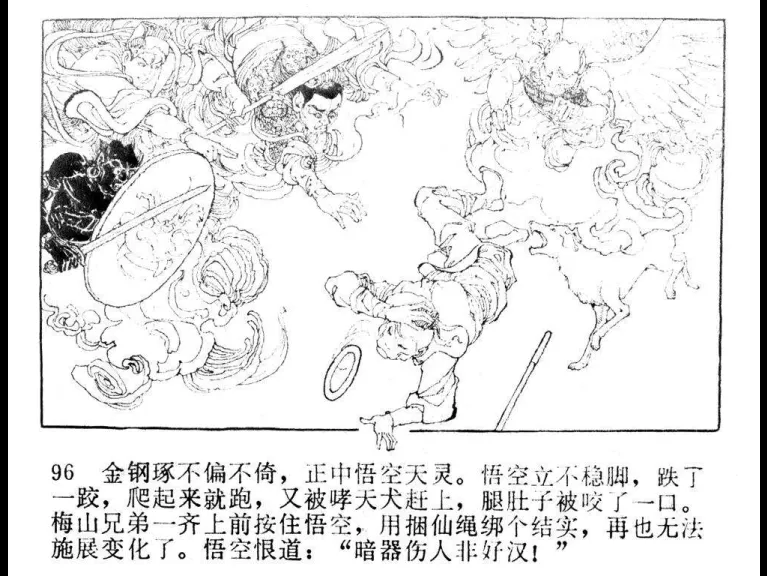 96 金钢琢不偏不倚，正中悟空天灵。悟空立不稳脚，跌了
一跤，爬起来就跑，又被哮天犬赶上，腿肚子被咬了一口。
梅山兄弟一齐上前按住悟空，用捆仙绳绑个结实，再也无法
施展变化了。悟空恨道：“暗器伤人非好汉！”